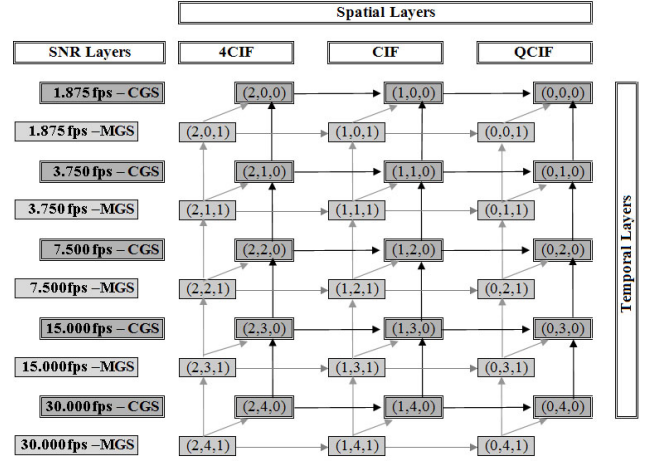 Spatial Layers
SNR Layers 4CIF CIF QCIF
1.875 fps – CGS (2,0,0) (1,0,0) (0,0,0)
1.875 fps –MGS (2,0,1) (1,0,1) (0,0,1)
3.750 fps – CGS (2,1,0) (1,1,0) (0,1,0)
3.750 fps –MGS (2,1,1) (1,1,1) (0,1,1)
7.500 fps – CGS (2,2,0) (1,2,0) (0,2,0)
7.500 fps –MGS (2,2,1) (1,2,1) (0,2,1)
15.000 fps – CGS (2,3,0) (1,3,0) (0,3,0)
15.000 fps –MGS (2,3,1) (1,3,1) (0,3,1)
30.000 fps – CGS (2,4,0) (1,4,0) (0,4,0)
30.000 fps –MGS (2,4,1) (1,4,1) (0,4,1)
Temporal Layers